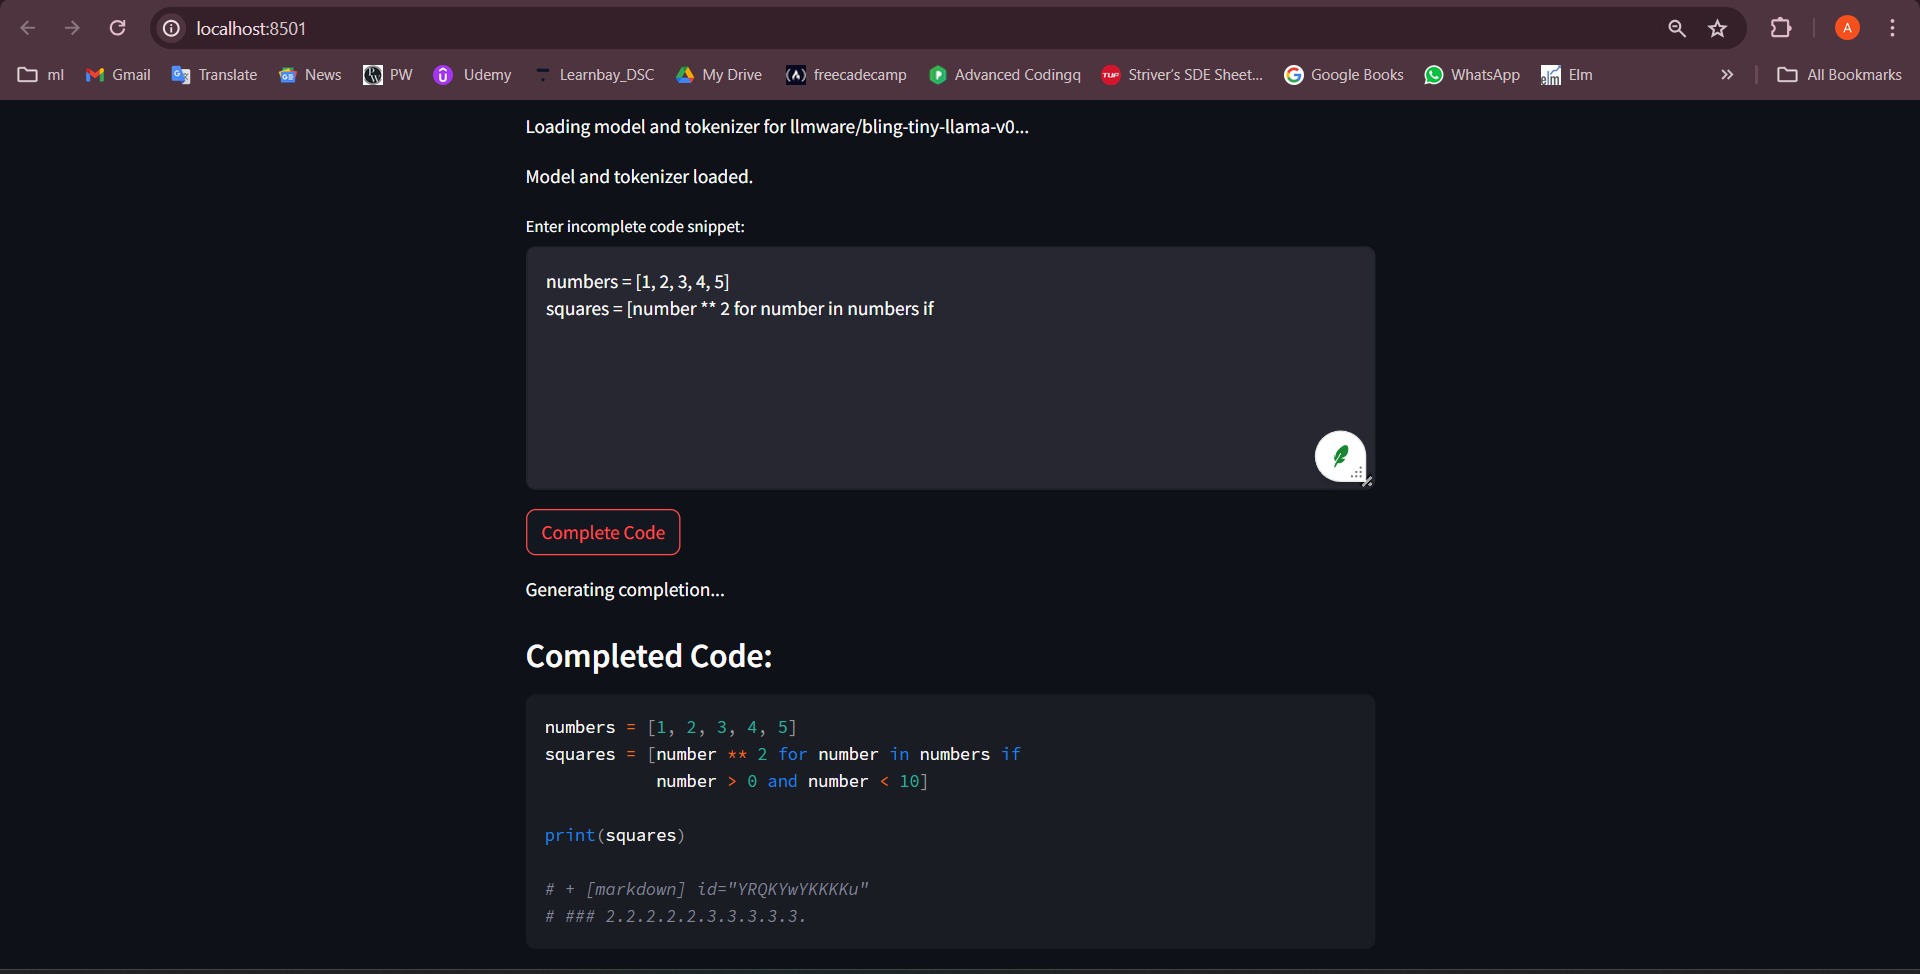 localhost:8501
A
ml Gmail Translate News PW Udemy Learnbay_DSC My Drive freecadecamp Advanced Codingq TUF Striver's SDE Sheet... Google Books WhatsApp elm Elm » All Bookmarks
Loading model and tokenizer for llmware/bling-tiny-llama-v0...
Model and tokenizer loaded.
Enter incomplete code snippet:
numbers = [1, 2, 3, 4, 5]
squares = [number ** 2 for number in numbers if
Complete Code
Generating completion...
Completed Code:
numbers = [1, 2, 3, 4, 5]
squares = [number ** 2 for number in numbers if
number > 0 and number < 10]
print(squares)
# + [markdown] id="YRQKYwYKKKKu"
# ### 2.2.2.2.2.3.3.3.3.3.